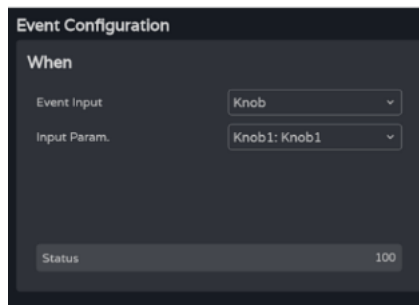 Event Configuration
When
Event Input Knob
Input Param. Knob1: Knob1
Status 100